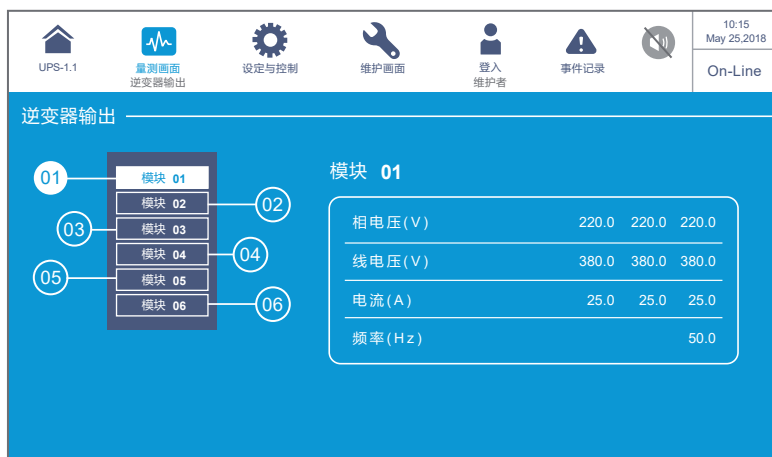 UPS-1.1
量测画面
逆变器输出
设定与控制
维护画面
登入
维护者
事件记录
10:15
May 25,2018
On-Line
逆变器输出
01
模块 01
模块 02
02
03
模块 03
模块 04
04
05
模块 05
模块 06
06
模块 01
相电压(V) 220.0 220.0 220.0
线电压(V) 380.0 380.0 380.0
电流(A) 25.0 25.0 25.0
频率(Hz) 50.0